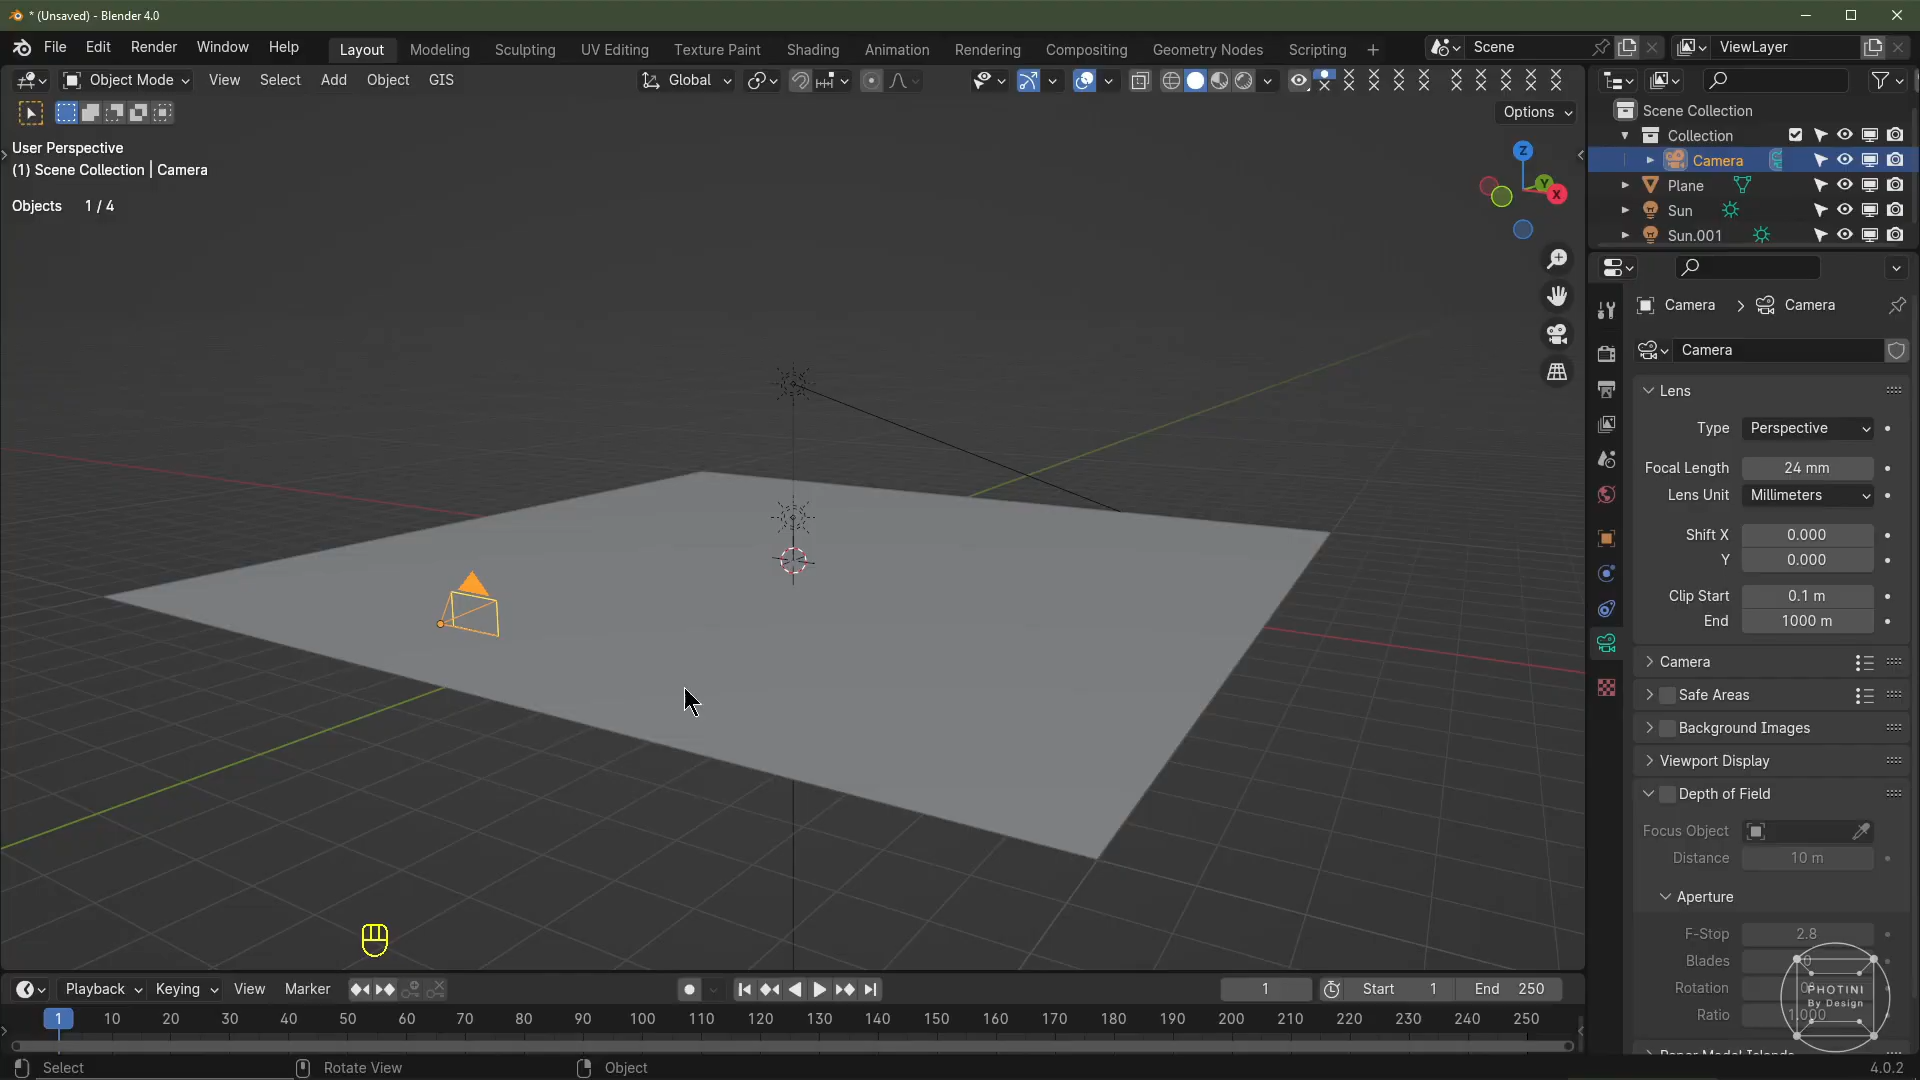 * (Unsaved) - Blender 4.0
File Edit Render Window Help Layout Modeling Sculpting UV Editing Texture Paint Shading Animation Rendering Compositing Geometry Nodes Scripting + Scene ViewLayer
Object Mode View Select Add Object GIS Global
Options
User Perspective
(1) Scene Collection | Camera
Objects 1 / 4
Z
Y
X
Scene Collection
Collection
Camera
Plane
Sun
Sun.001
Camera > Camera
Camera
Lens
Type Perspective
Focal Length 24 mm
Lens Unit Millimeters
Shift X 0.000
Y 0.000
Clip Start 0.1 m
End 1000 m
Camera
Safe Areas
Background Images
Viewport Display
Depth of Field
Focus Object
Distance 10 m
Aperture
F-Stop 2.8
Blades 0
Rotation
Ratio 1.000
PHOTINI
By Design
Playback Keying View Marker 1 Start 1 End 250
1 10 20 30 40 50 60 70 80 90 100 110 120 130 140 150 160 170 180 190 200 210 220 230 240 250
Select Rotate View Object 4.0.2